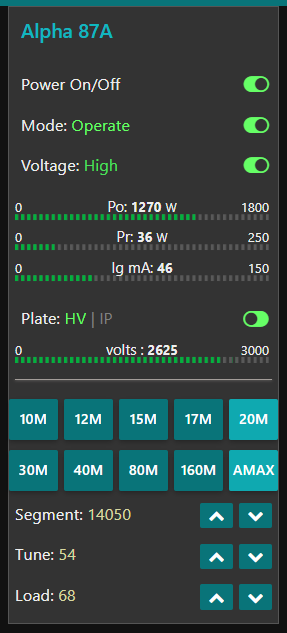 Alpha 87A
Power On/Off
Mode: Operate
Voltage: High
0 Po: 1270 W 1800
0 Pr: 36 W 250
0 Ig mA: 46 150
Plate: HV | IP
0 volts : 2625 3000
10M 12M 15M 17M 20M
30M 40M 80M 160M AMAX
Segment: 14050
Tune: 54
Load: 68